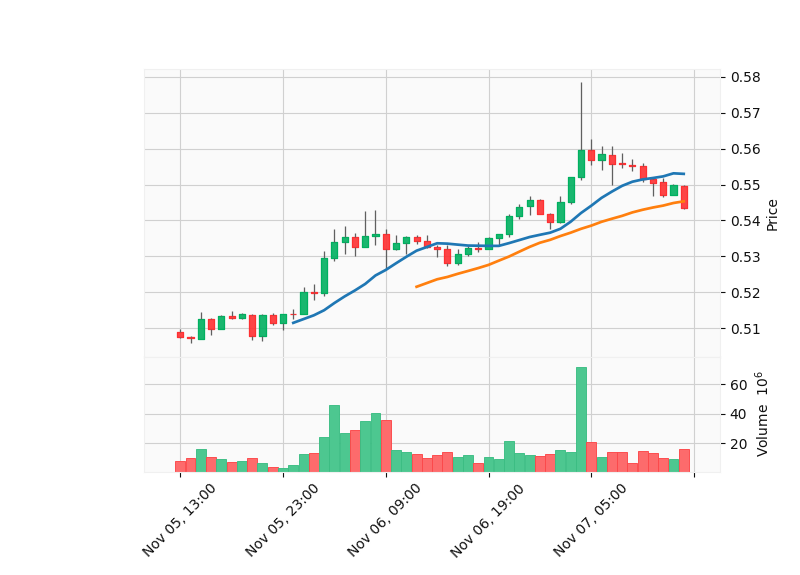 0.58
0.57
0.56
0.55
0.54
0.53
0.52
0.51
Price
60
40
20
Volume 10^6
Nov 05, 13:00
Nov 05, 23:00
Nov 06, 09:00
Nov 06, 19:00
Nov 07, 05:00